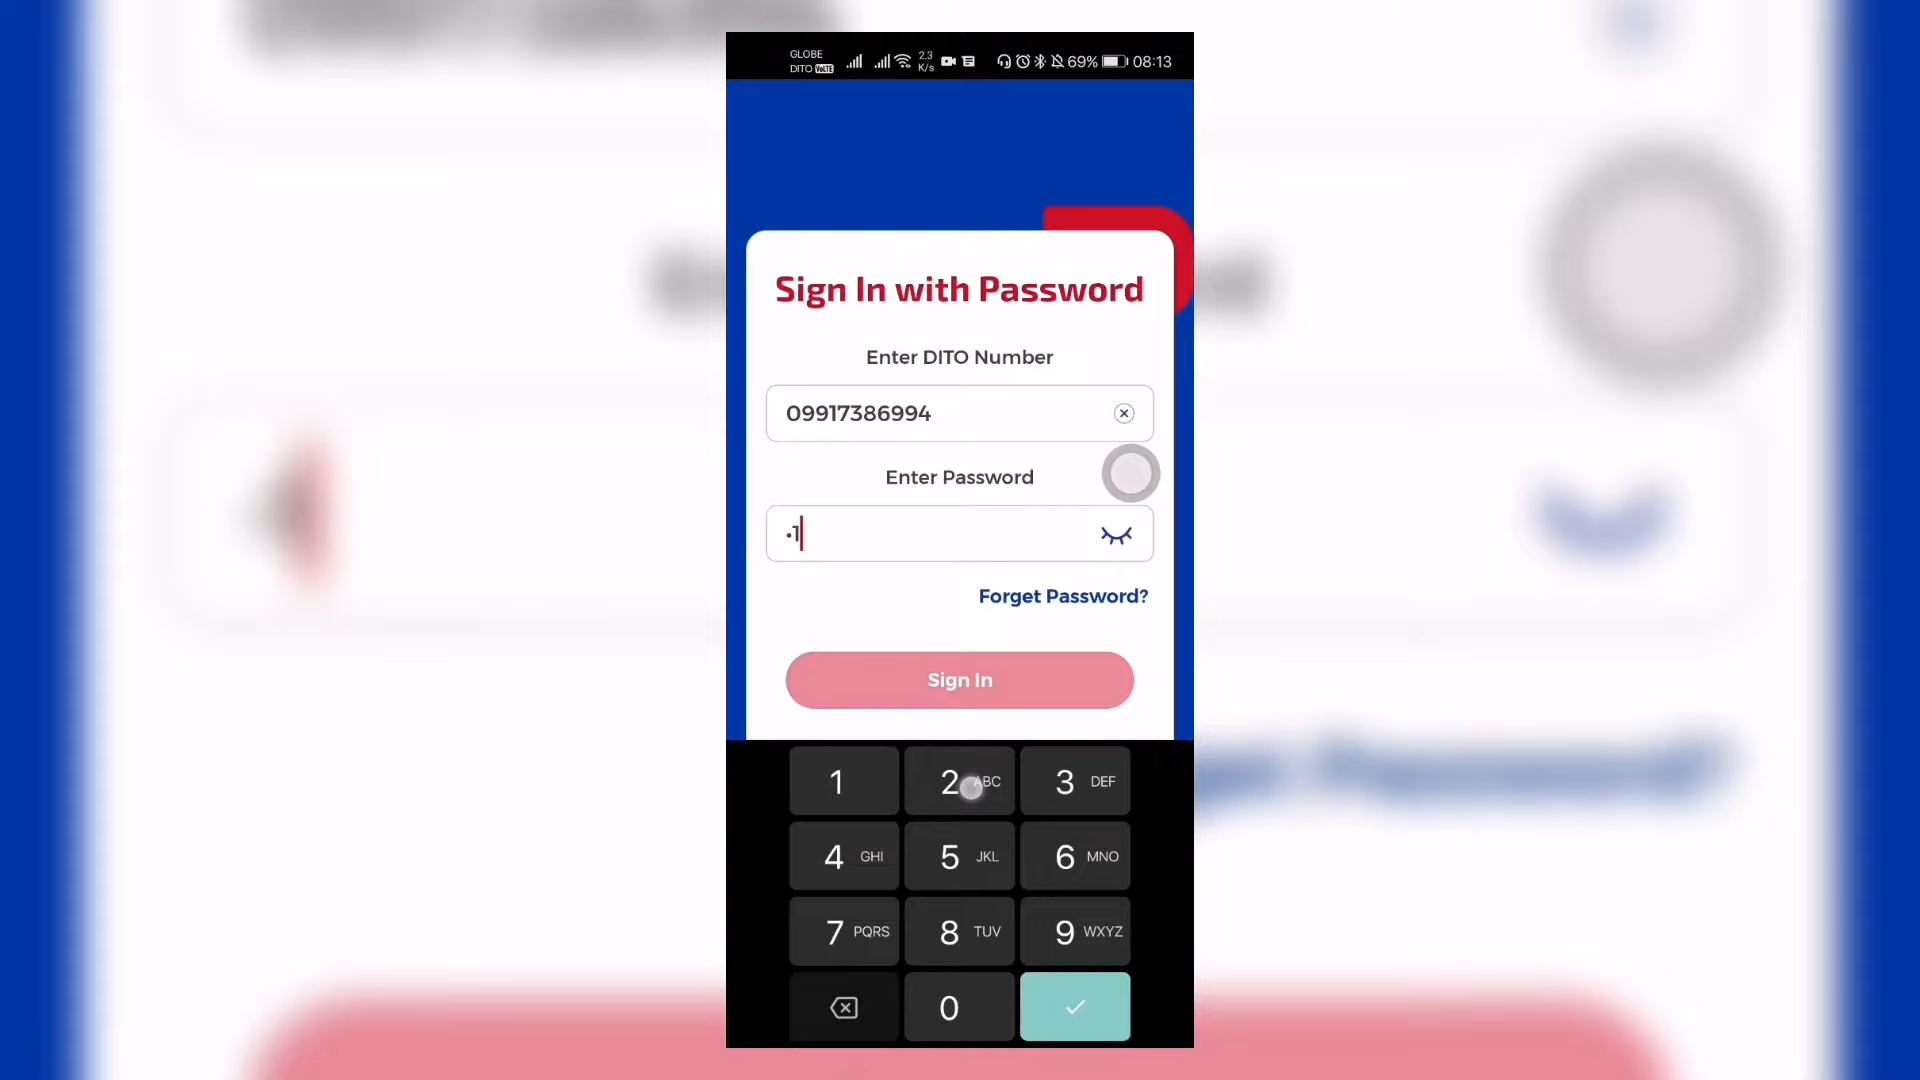 GLOBE
DITO VoLTE
2.3
K/s
69%
08:13
Sign In with Password
Enter DITO Number
09917386994
Enter Password
•1
Forget Password?
Sign In
1
2 ABC
3 DEF
4 GHI
5 JKL
6 MNO
7 PQRS
8 TUV
9 WXYZ
0